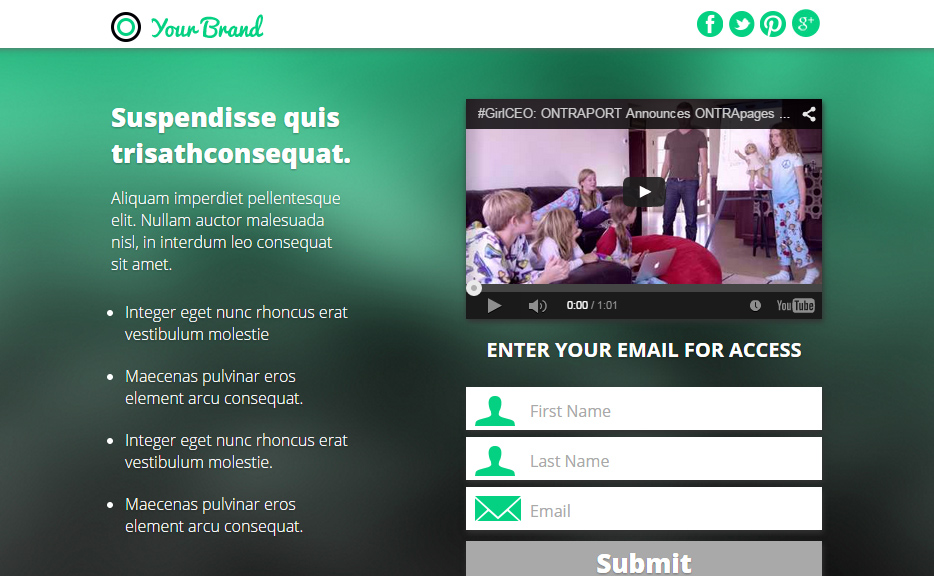 Your Brand
f
g+
Suspendisse quis
trisathconsequat.
Aliquam imperdiet pellentesque
elit. Nullam auctor malesuada
nisl, in interdum leo consequat
sit amet.
Integer eget nunc rhoncus erat
vestibulum molestie
Maecenas pulvinar eros
element arcu consequat.
Integer eget nunc rhoncus erat
vestibulum molestie.
Maecenas pulvinar eros
element arcu consequat.
#GirlCEO: ONTRAPORT Announces ONTRApages ...
0:00 / 1:01
YouTube
ENTER YOUR EMAIL FOR ACCESS
First Name
Last Name
Email
Submit